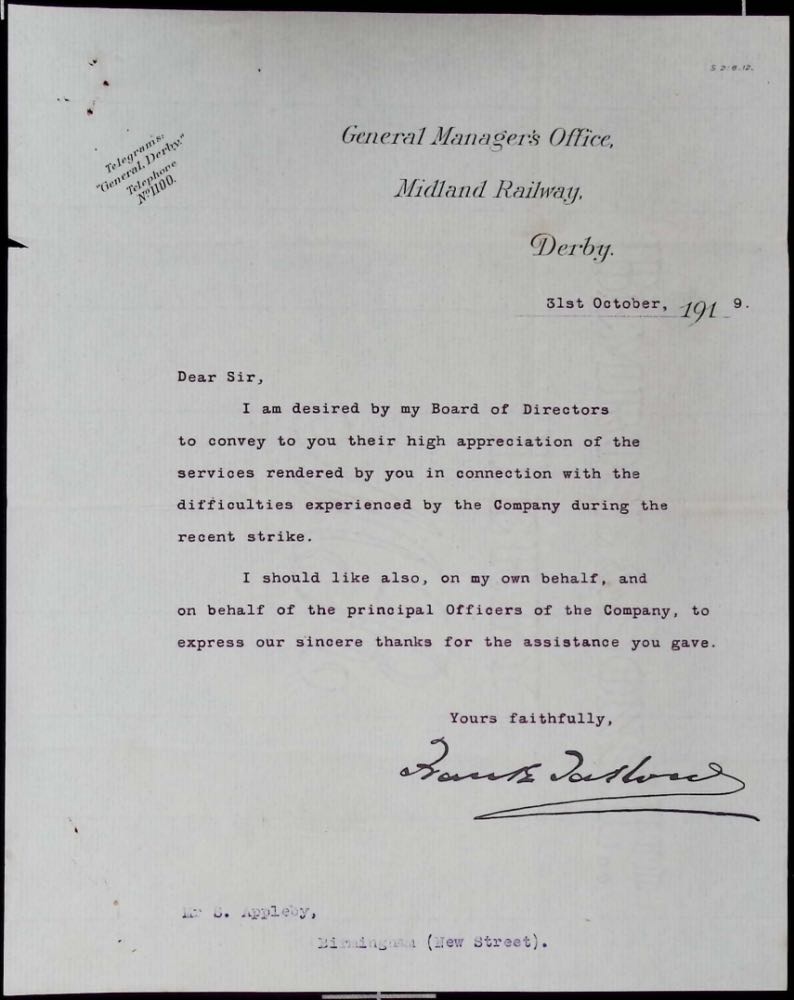 S 2:6.12.
Telegrams:
"General, Derby."
Telephone
No 1100.
General Manager's Office,
Midland Railway,
Derby.
31st October, 1919.
Dear Sir,
I am desired by my Board of Directors
to convey to you their high appreciation of the
services rendered by you in connection with the
difficulties experienced by the Company during the
recent strike.
I should like also, on my own behalf, and
on behalf of the principal Officers of the Company, to
express our sincere thanks for the assistance you gave.
Yours faithfully,
Frank Tatlow
Mr S. Appleby,
Birmingham (New Street).